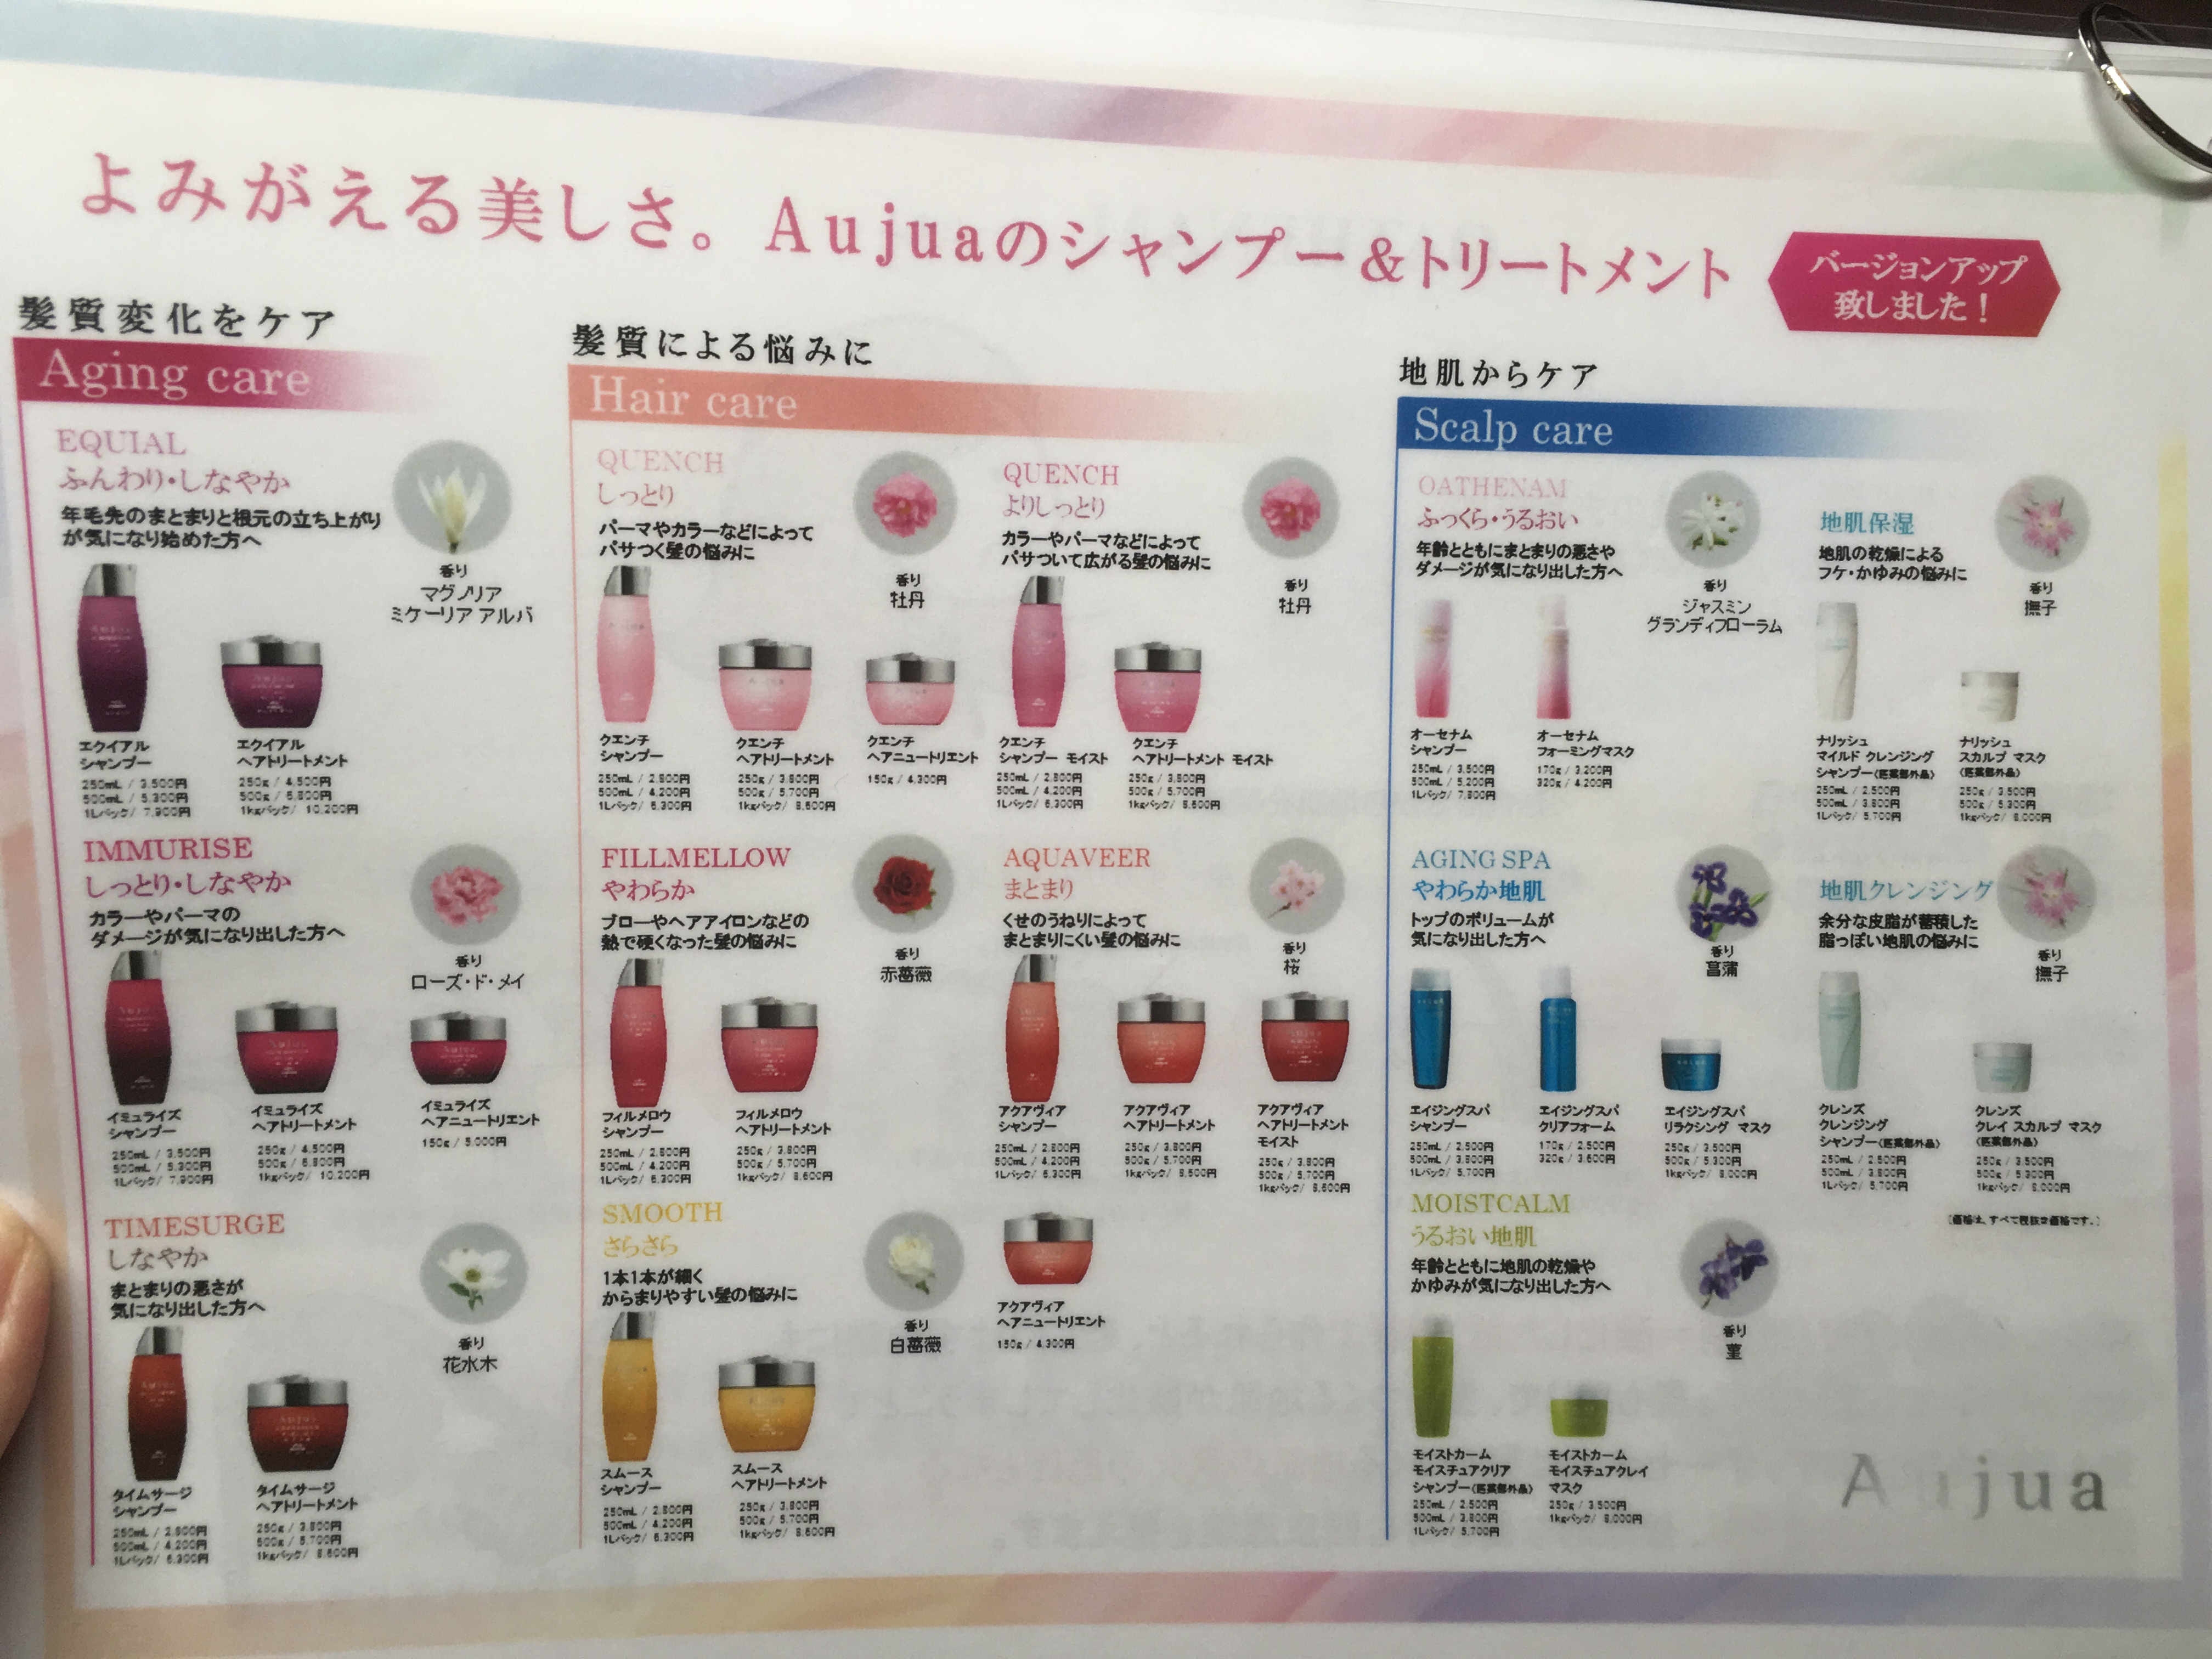 よみがえる美しさ。Aujuaのシャンプー&トリートメント
バージョンアップ
致しました!
髪質変化をケア
Aging care
EQUIAL
ふんわり・しなやか
年毛先のまとまりと根元の立ち上がり
が気になり始めた方へ
香り
マグノリア
ミケーリア アルバ
エクイアル
シャンプー
250mL / 3,500円
500mL / 5,300円
1Lパック/ 7,900円
エクイアル
ヘアトリートメント
250g / 4,500円
500g / 6,800円
1kgパック/ 10,200円
IMMURISE
しっとり・しなやか
カラーやパーマの
ダメージが気になり出した方へ
香り
ローズ・ド・メイ
イミュライズ
シャンプー
250mL / 3,500円
500mL / 5,300円
1Lパック/ 7,900円
イミュライズ
ヘアトリートメント
250g / 4,500円
500g / 6,800円
1kgパック/ 10,200円
イミュライズ
ヘアニュートリエント
150g / 5,000円
TIMESURGE
しなやか
まとまりの悪さが
気になり出した方へ
香り
花水木
タイムサージ
シャンプー
250mL / 2,800円
500mL / 4,200円
1Lパック/ 6,300円
タイムサージ
ヘアトリートメント
250g / 3,800円
500g / 5,700円
1kgパック/ 8,600円
髪質による悩みに
Hair care
QUENCH
しっとり
パーマやカラーなどによって
パサつく髪の悩みに
香り
牡丹
クエンチ
シャンプー
250mL / 2,800円
500mL / 4,200円
1Lパック/ 6,300円
クエンチ
ヘアトリートメント
250g / 3,800円
500g / 5,700円
1kgパック/ 8,600円
クエンチ
ヘアニュートリエント
150g / 4,300円
QUENCH
よりしっとり
カラーやパーマなどによって
パサついて広がる髪の悩みに
香り
牡丹
クエンチ
シャンプー モイスト
250mL / 2,800円
500mL / 4,200円
1Lパック/ 6,300円
クエンチ
ヘアトリートメント モイスト
250g / 3,800円
500g / 5,700円
1kgパック/ 8,600円
FILLMELLOW
やわらか
ブローやヘアアイロンなどの
熱で硬くなった髪の悩みに
香り
赤薔薇
フィルメロウ
シャンプー
250mL / 2,800円
500mL / 4,200円
1Lパック/ 6,300円
フィルメロウ
ヘアトリートメント
250g / 3,800円
500g / 5,700円
1kgパック/ 8,600円
AQUAVEER
まとまり
くせのうねりによって
まとまりにくい髪の悩みに
香り
桜
アクアヴィア
シャンプー
250mL / 2,800円
500mL / 4,200円
1Lパック/ 6,300円
アクアヴィア
ヘアトリートメント
250g / 3,800円
500g / 5,700円
1kgパック/ 8,600円
アクアヴィア
ヘアトリートメント
モイスト
250g / 3,800円
500g / 5,700円
1kgパック/ 8,600円
アクアヴィア
ヘアニュートリエント
150g / 4,300円
SMOOTH
さらさら
1本1本が細く
からまりやすい髪の悩みに
香り
白薔薇
スムース
シャンプー
250mL / 2,800円
500mL / 4,200円
1Lパック/ 6,300円
スムース
ヘアトリートメント
250g / 3,800円
500g / 5,700円
1kgパック/ 8,600円
地肌からケア
Scalp care
OATHENAM
ふっくら・うるおい
年齢とともにまとまりの悪さや
ダメージが気になり出した方へ
香り
ジャスミン
グランディフローラム
オーセナム
シャンプー
250mL / 3,500円
500mL / 5,200円
1Lパック/ 7,800円
オーセナム
フォーミングマスク
170g / 3,200円
320g / 4,200円
地肌保湿
地肌の乾燥による
フケ・かゆみの悩みに
香り
撫子
ナリッシュ
マイルド クレンジング
シャンプー(医薬部外品)
250mL / 2,500円
500mL / 3,800円
1Lパック/ 5,700円
ナリッシュ
スカルプ マスク
(医薬部外品)
250g / 3,500円
500g / 5,300円
1kgパック/ 8,000円
AGING SPA
やわらか地肌
トップのボリュームが
気になり出した方へ
香り
菖蒲
エイジングスパ
シャンプー
250mL / 2,500円
500mL / 3,800円
1Lパック/ 5,700円
エイジングスパ
クリアフォーム
170g / 2,500円
320g / 3,600円
エイジングスパ
リラクシング マスク
250g / 3,500円
500g / 5,300円
1kgパック/ 8,000円
地肌クレンジング
余分な皮脂が蓄積した
脂っぽい地肌の悩みに
香り
撫子
クレンズ
クレンジング
シャンプー(医薬部外品)
250mL / 2,500円
500mL / 3,800円
1Lパック/ 5,700円
クレンズ
クレイ スカルプ マスク
(医薬部外品)
250g / 3,500円
500g / 5,300円
1kgパック/ 8,000円
(価格は、すべて税抜き価格です。)
MOISTCALM
うるおい地肌
年齢とともに地肌の乾燥や
かゆみが気になり出した方へ
香り
菫
モイストカーム
モイスチュアクリア
シャンプー(医薬部外品)
250mL / 2,500円
500mL / 3,800円
1Lパック/ 5,700円
モイストカーム
モイスチュアクレイ
マスク
250g / 3,500円
1kgパック/ 8,000円
Aujua